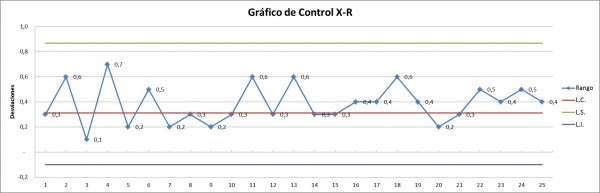 Gráfico de Control X-R
1,0
0,8
0,6
0,4
0,2
-
-0,2
Desviaciones
0,3 0,6 0,1 0,7 0,2 0,5 0,2 0,3 0,2 0,3 0,6 0,3 0,6 0,3 0,3 0,4 0,4 0,6 0,4 0,2 0,3 0,5 0,4 0,5 0,4
1 2 3 4 5 6 7 8 9 10 11 12 13 14 15 16 17 18 19 20 21 22 23 24 25
Rango
L.C.
L.S.
L.I.